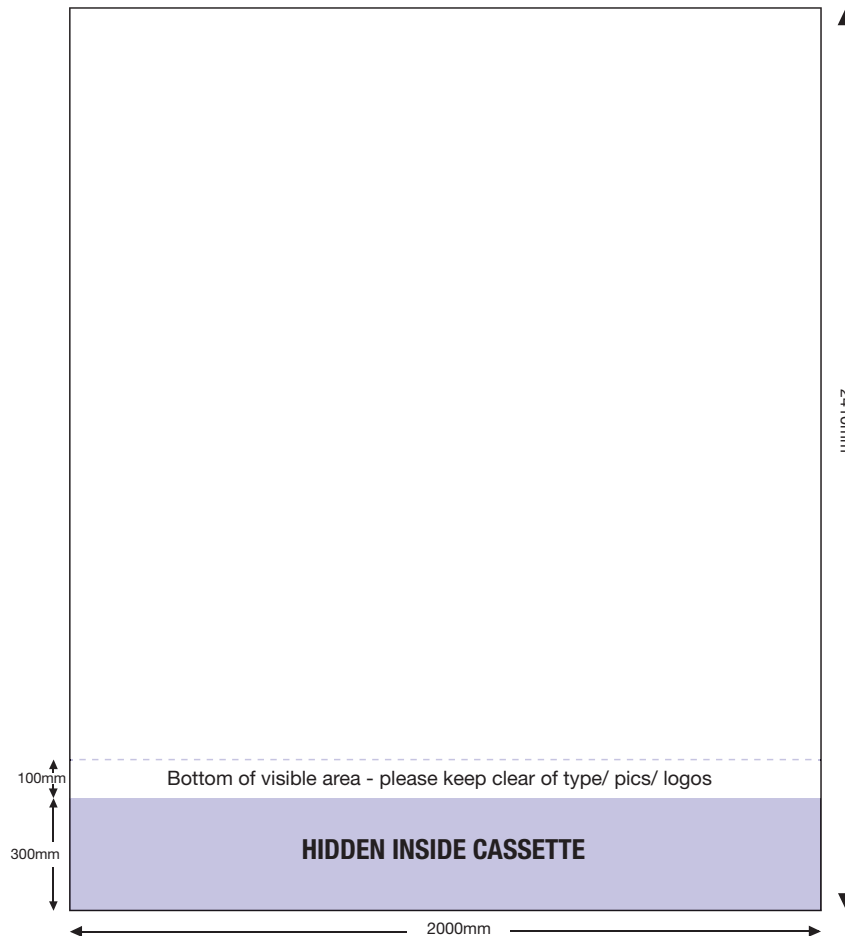 100mm
Bottom of visible area - please keep clear of type/ pics/ logos
300mm
HIDDEN INSIDE CASSETTE
2000mm